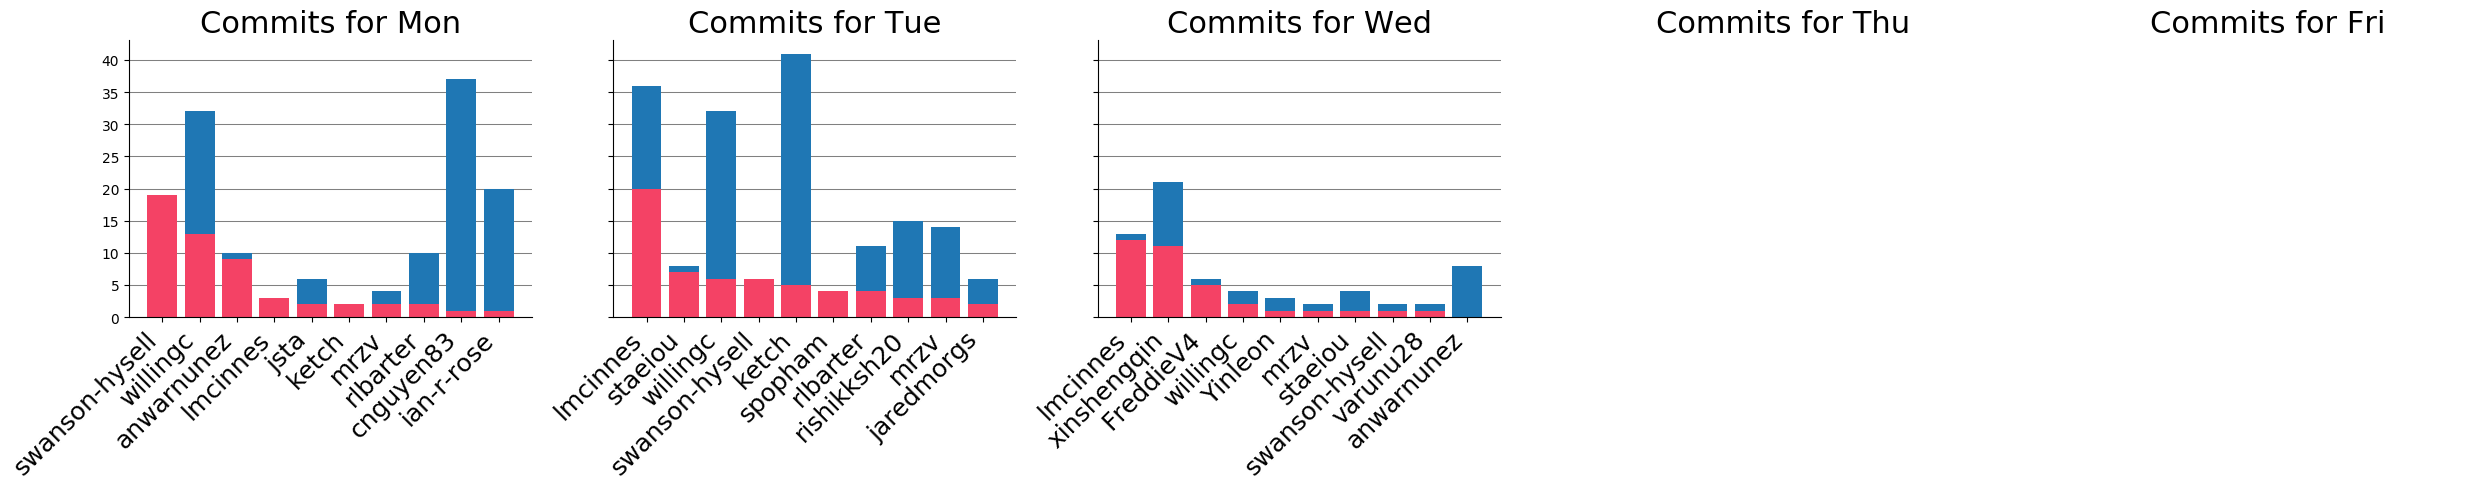 Commits for Mon
Commits for Tue
Commits for Wed
Commits for Thu
Commits for Fri
40
35
30
25
20
15
10
5
0
swanson-hysell
willingc
anwarnunez
lmcinnes
jsta
ketch
mrzv
rlbarter
cnguyen83
ian-r-rose
lmcinnes
staeiou
willingc
swanson-hysell
ketch
spopham
rlbarter
rishikksh20
mrzv
jaredmorgs
lmcinnes
xinshengqin
FreddieV4
willingc
Yinleon
mrzv
staeiou
swanson-hysell
varunu28
anwarnunez